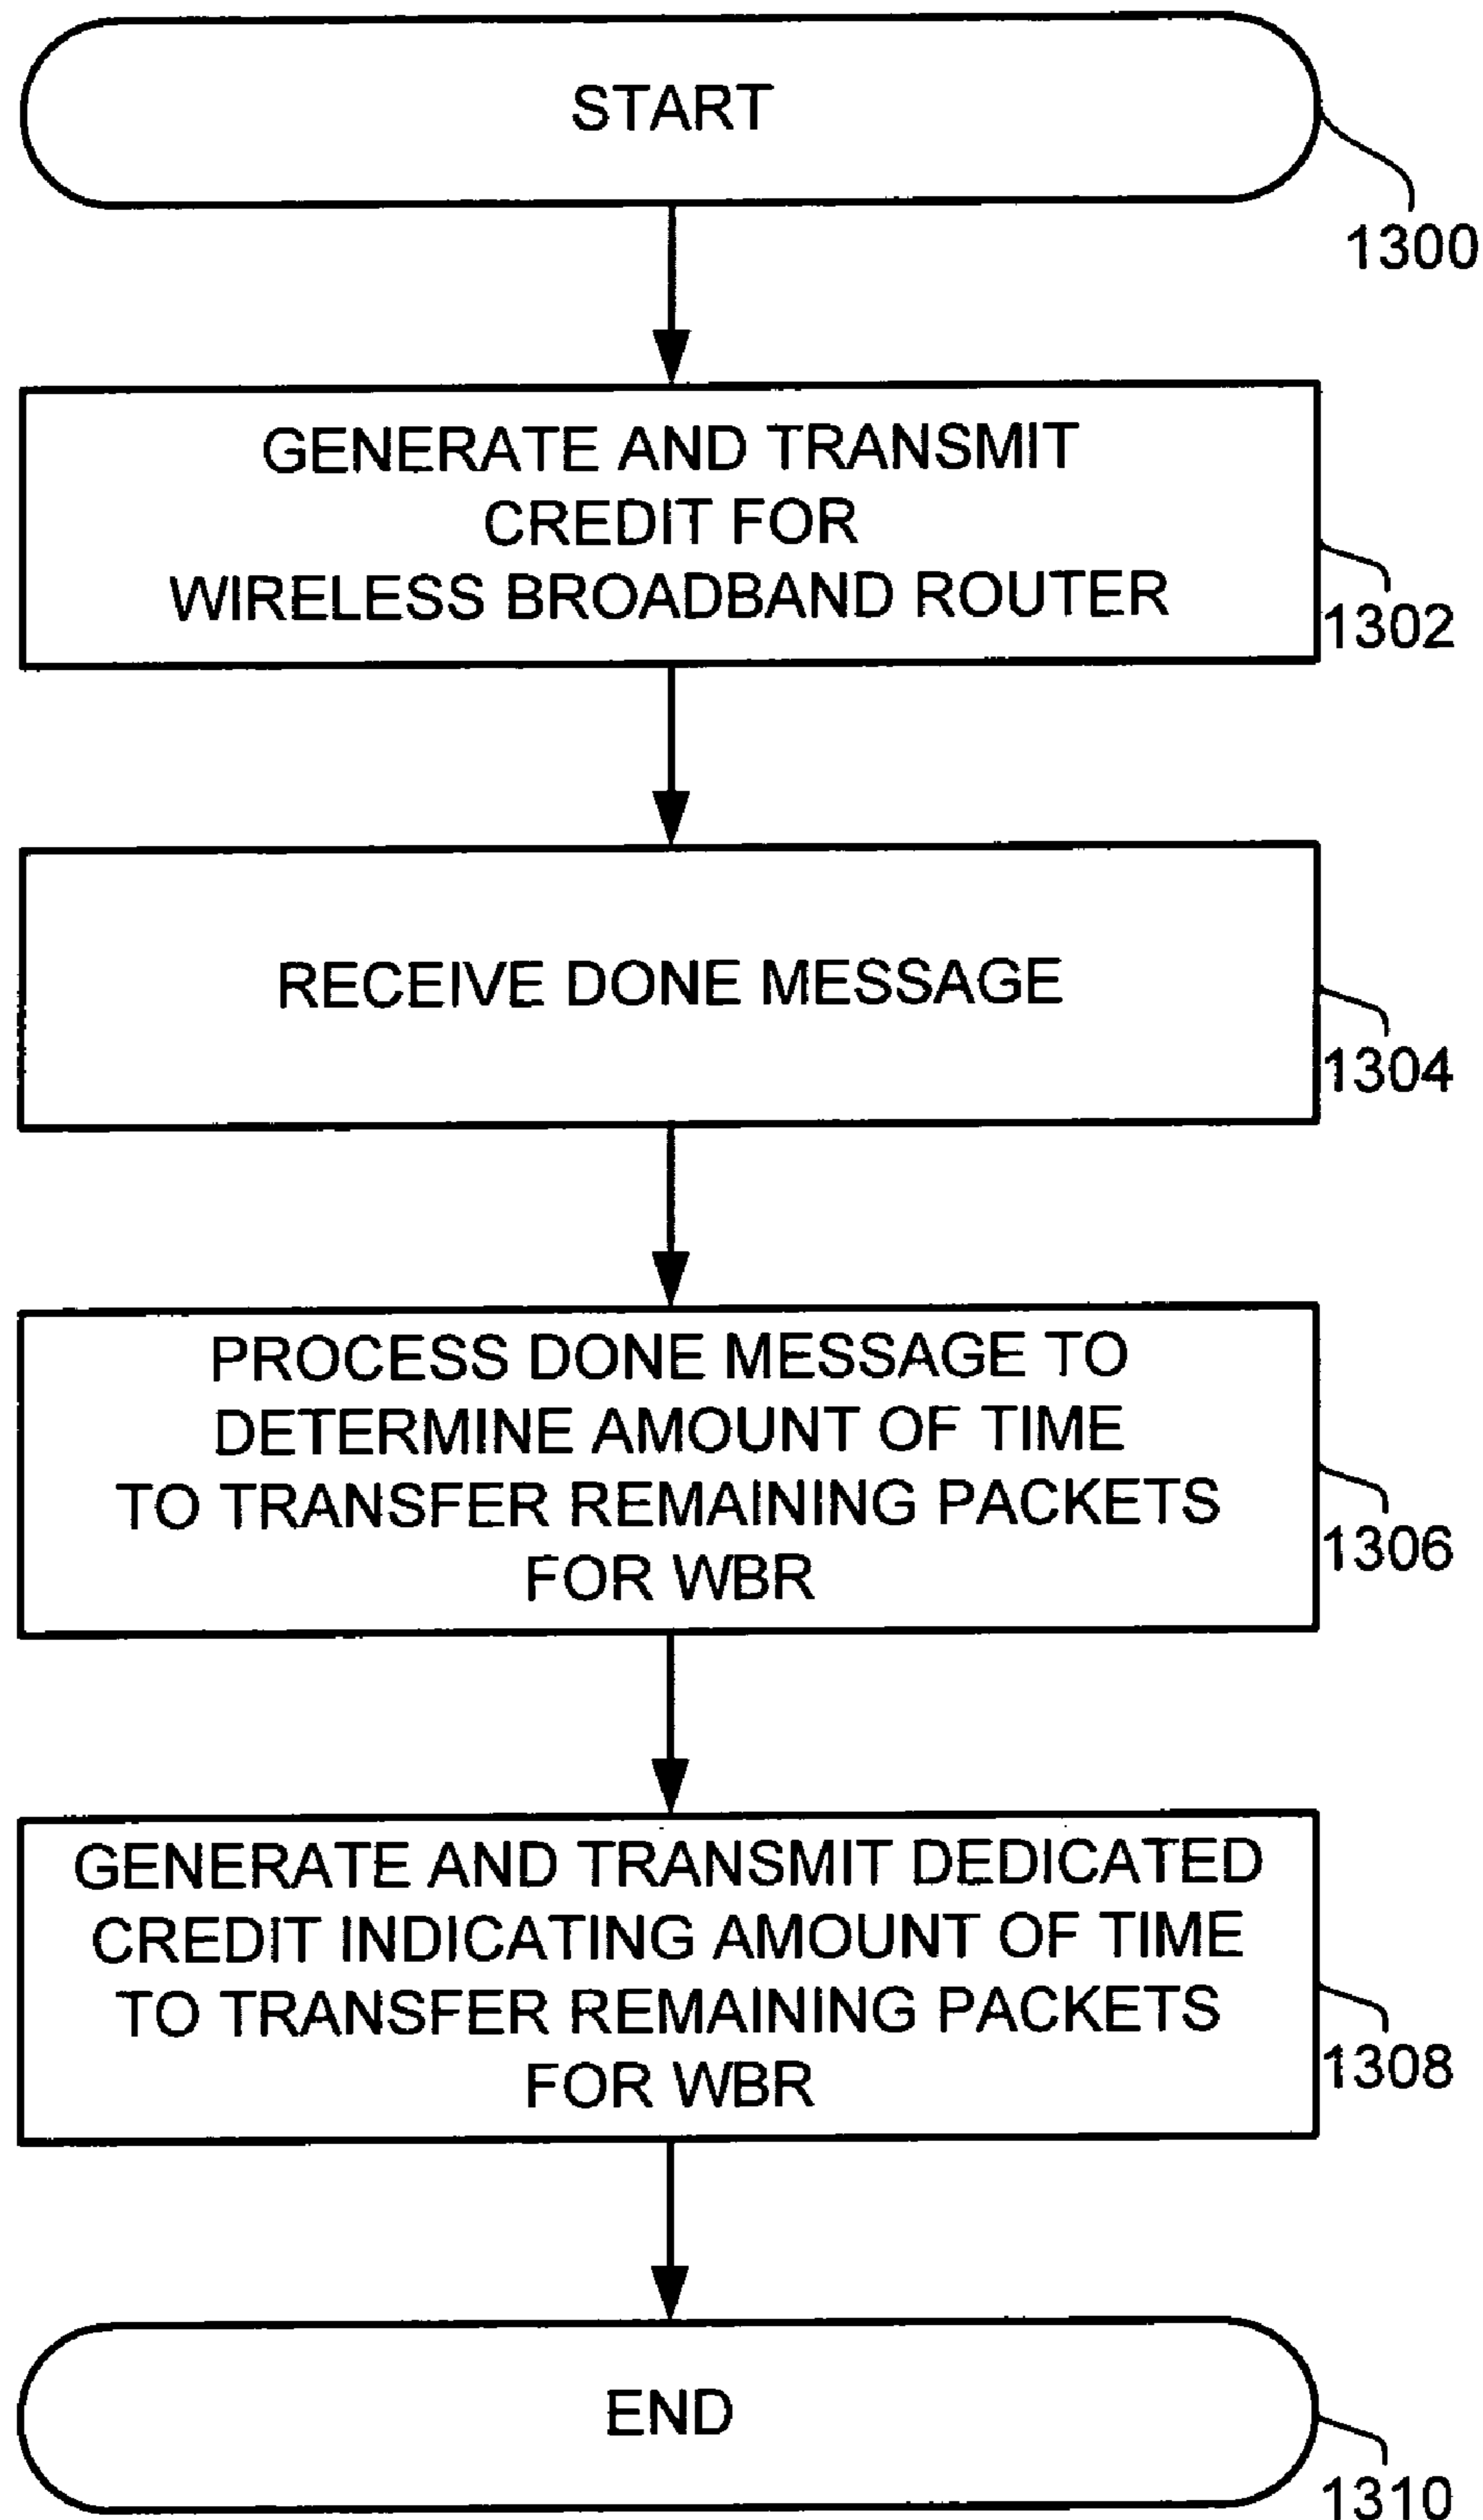 START
1300
GENERATE AND TRANSMIT
CREDIT FOR
WIRELESS BROADBAND ROUTER
1302
RECEIVE DONE MESSAGE
1304
PROCESS DONE MESSAGE TO
DETERMINE AMOUNT OF TIME
TO TRANSFER REMAINING PACKETS
FOR WBR
1306
GENERATE AND TRANSMIT DEDICATED
CREDIT INDICATING AMOUNT OF TIME
TO TRANSFER REMAINING PACKETS
FOR WBR
1308
END
1310